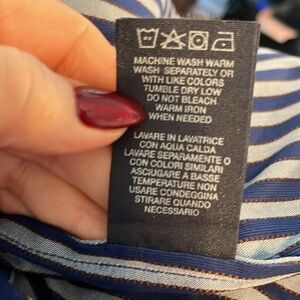 MACHINE WASH WARM
WASH SEPARATELY OR
WITH LIKE COLORS
TUMBLE DRY LOW
DO NOT BLEACH
WARM IRON
WHEN NEEDED
LAVARE IN LAVATRICE
CON ACQUA CALDA
LAVARE SEPARATAMENTE O
CON COLORI SIMILARI
ASCIUGARE A BASSE
TEMPERATURE NON
USARE CONDEGGINA
STIRARE QUANDO
NECESSARIO